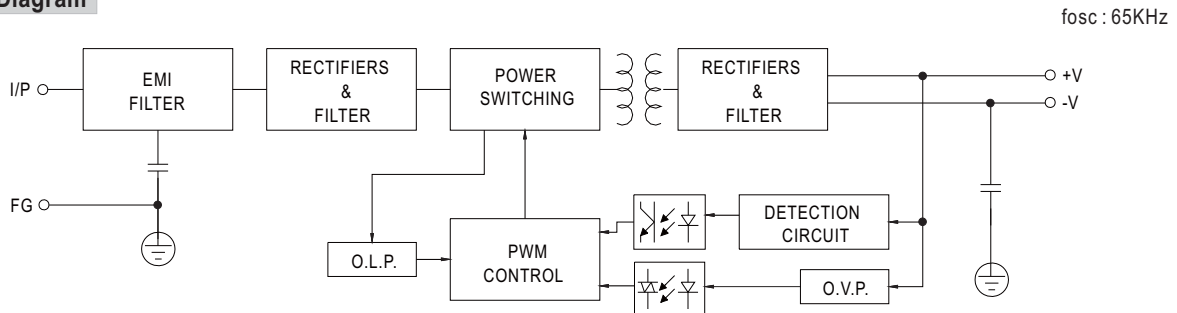 Diagram
fosc : 65KHz
I/P
EMI
FILTER
RECTIFIERS
&
FILTER
POWER
SWITCHING
RECTIFIERS
&
FILTER
+V
-V
FG
O.L.P.
PWM
CONTROL
DETECTION
CIRCUIT
O.V.P.